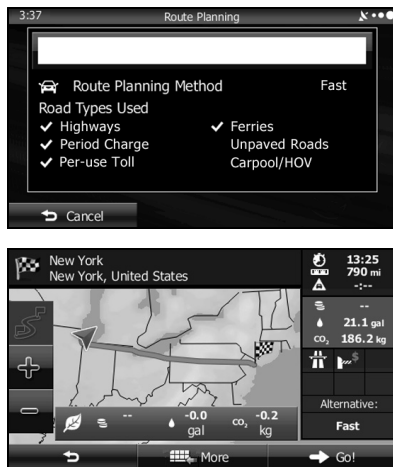 3:37 Route Planning
Route Planning Method Fast
Road Types Used
✓ Highways ✓ Ferries
✓ Period Charge Unpaved Roads
✓ Per-use Toll Carpool/HOV
Cancel
New York
New York, United States
13:25
790 mi
-:--
--
21.1 gal
CO₂ 186.2 kg
$
-- -0.0 gal CO₂ -0.2 kg
Alternative:
Fast
More Go!